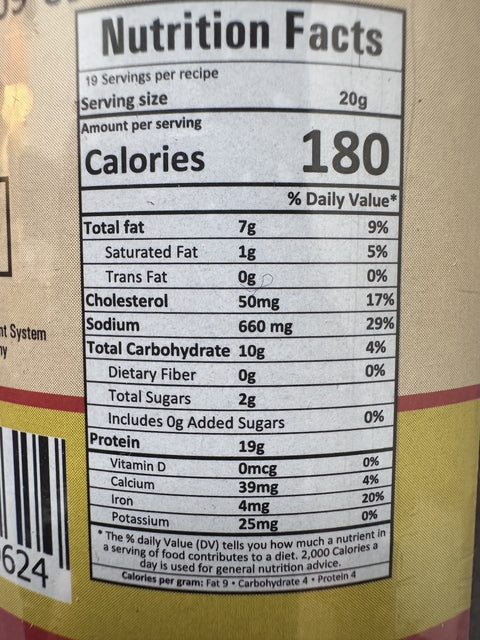 Nutrition Facts
19 Servings per recipe
Serving size 20g
Amount per serving
Calories 180
% Daily Value*
Total fat 7g 9%
Saturated Fat 1g 5%
Trans Fat 0g 0%
Cholesterol 50mg 17%
Sodium 660 mg 29%
Total Carbohydrate 10g 4%
Dietary Fiber 0g 0%
Total Sugars 2g
Includes 0g Added Sugars 0%
Protein 19g
Vitamin D 0mcg 0%
Calcium 39mg 4%
Iron 4mg 20%
Potassium 25mg 0%
* The % daily Value (DV) tells you how much a nutrient in
a serving of food contributes to a diet. 2,000 Calories a
day is used for general nutrition advice.
Calories per gram: Fat 9 • Carbohydrate 4 • Protein 4
nt System
ny
624